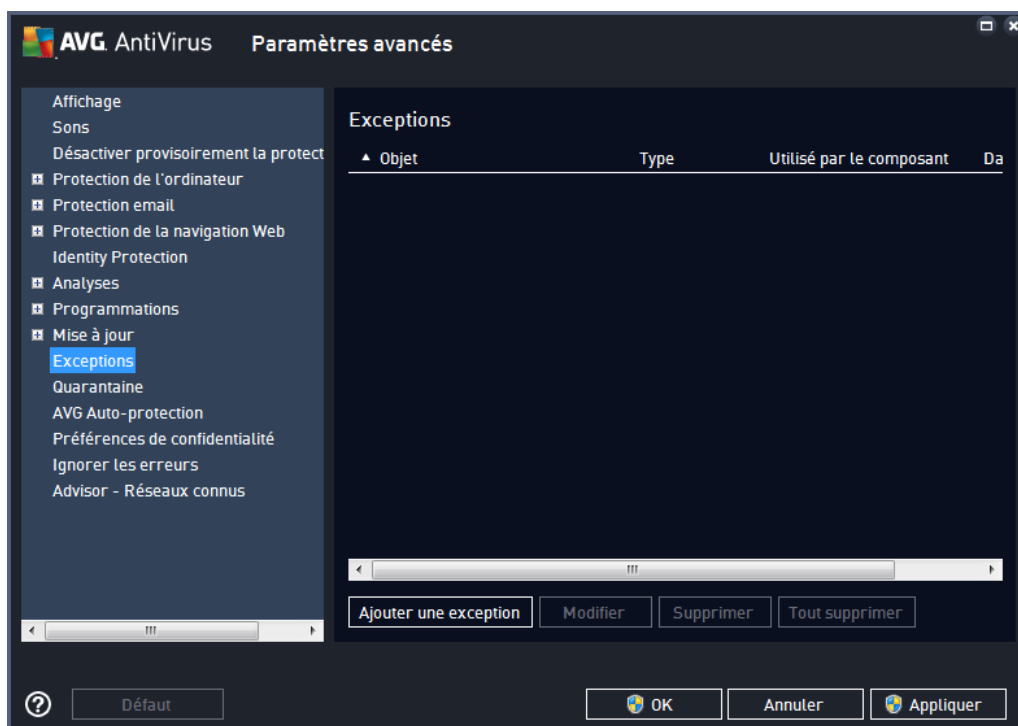 AVG. AntiVirus Paramètres avancés
Affichage
Sons
Désactiver provisoirement la protect
Protection de l'ordinateur
Protection email
Protection de la navigation Web
Identity Protection
Analyses
Programmations
Mise à jour
Exceptions
Quarantaine
AVG Auto-protection
Préférences de confidentialité
Ignorer les erreurs
Advisor - Réseaux connus
Exceptions
Objet Type Utilisé par le composant Da
Ajouter une exception Modifier Supprimer Tout supprimer
? Défaut OK Annuler Appliquer